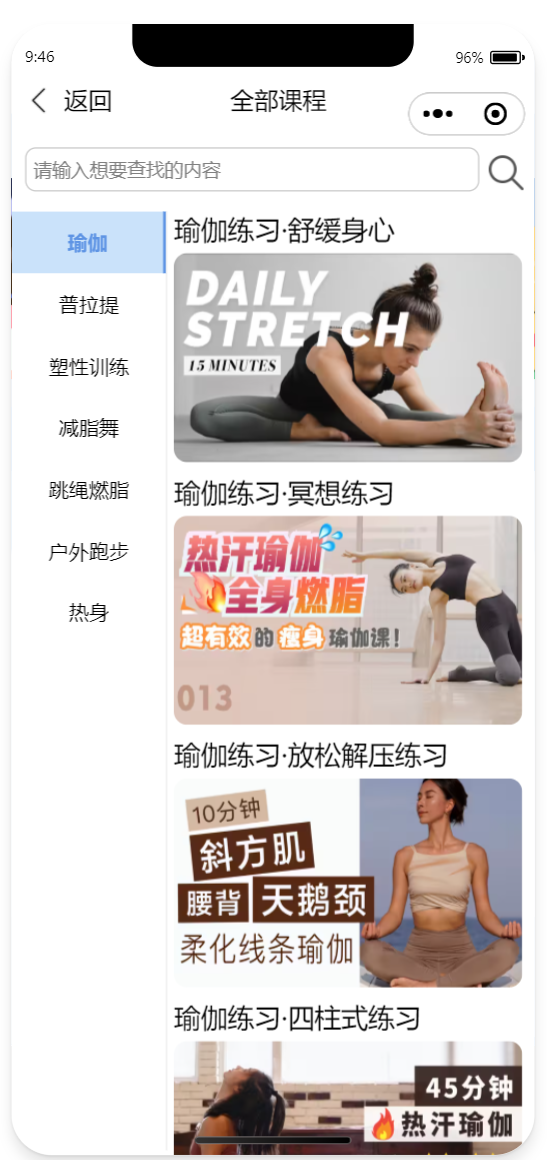 9:46
96%
返回
全部课程
请输入想要查找的内容
瑜伽
普拉提
塑性训练
减脂舞
跳绳燃脂
户外跑步
热身
瑜伽练习·舒缓身心
DAILY
STRETCH
15 MINUTES
瑜伽练习·冥想练习
热汗瑜伽
全身燃脂
超有效的瘦身瑜伽课！
013
瑜伽练习·放松解压练习
10分钟
斜方肌
腰背 天鹅颈
柔化线条瑜伽
瑜伽练习·四柱式练习
45分钟
热汗瑜伽